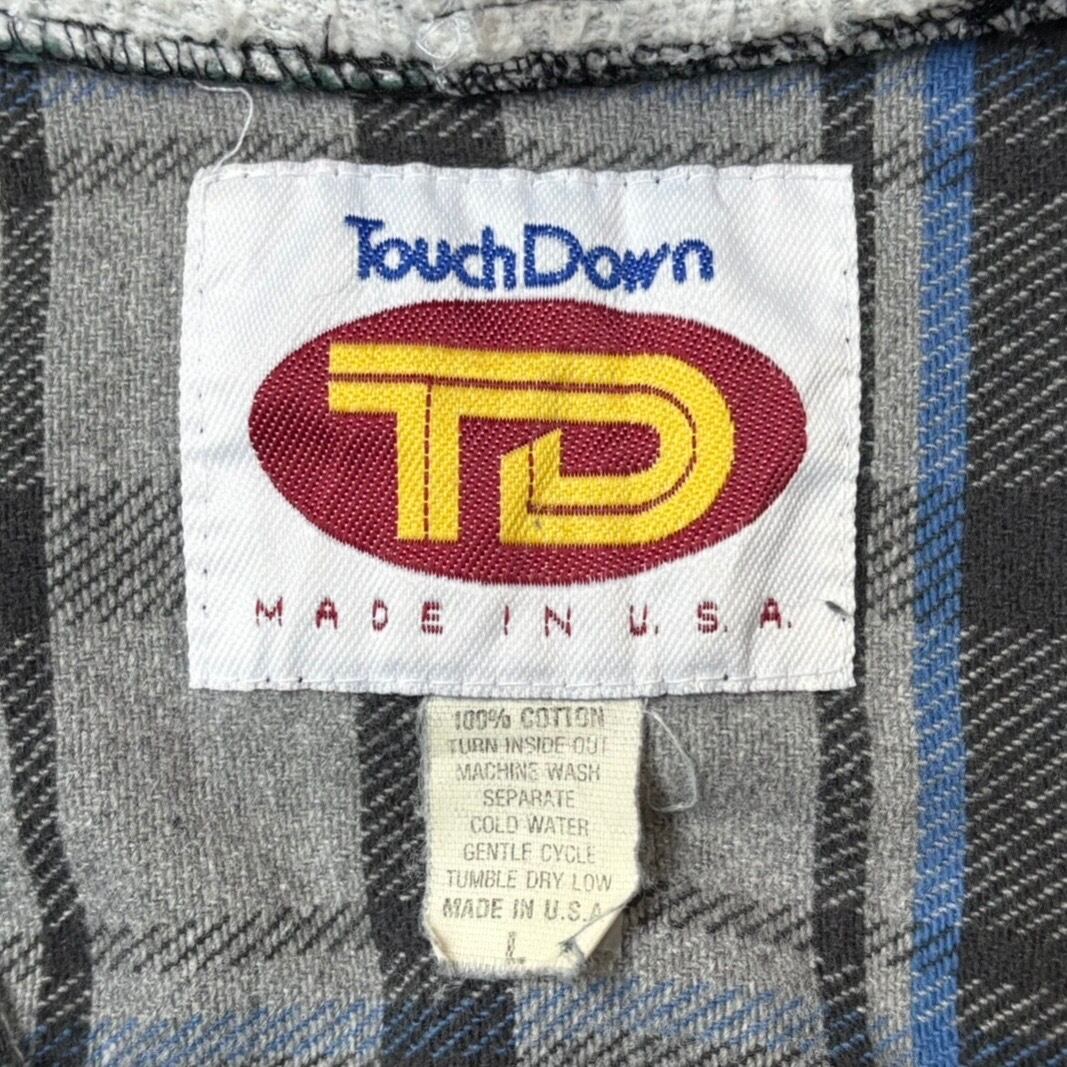 TouchDown
TD
MADE IN U.S.A.
100% COTTON
TURN INSIDE OUT
MACHINE WASH
SEPARATE
COLD WATER
GENTLE CYCLE
TUMBLE DRY LOW
MADE IN U.S.A
L